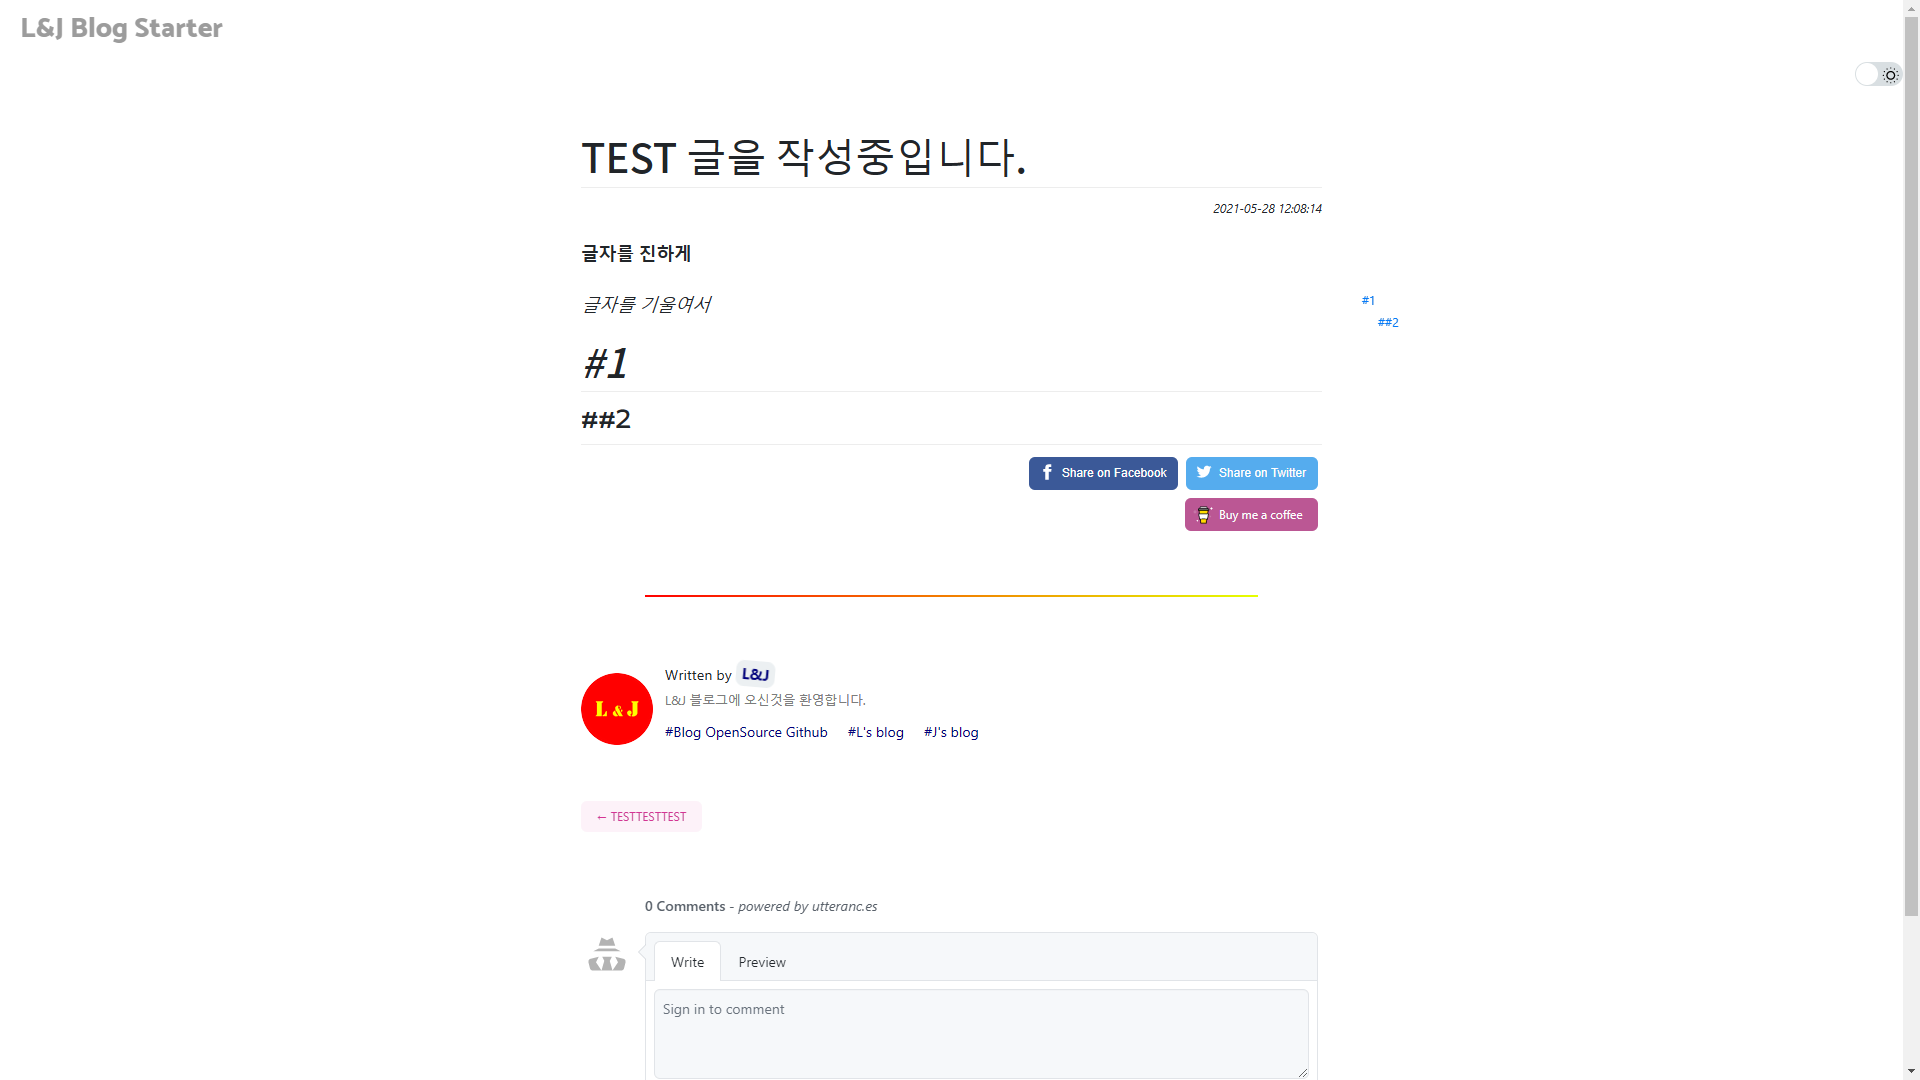 L&J Blog Starter
TEST 글을 작성중입니다.
2021-05-28 12:08:14
글자를 진하게
글자를 기울여서
#1
##2
#1
##2
Share on Facebook
Share on Twitter
Buy me a coffee
Written by L&J
L&J 블로그에 오신것을 환영합니다.
#Blog OpenSource Github #L's blog #J's blog
L & J
← TESTTESTTEST
0 Comments - powered by utteranc.es
Write Preview
Sign in to comment